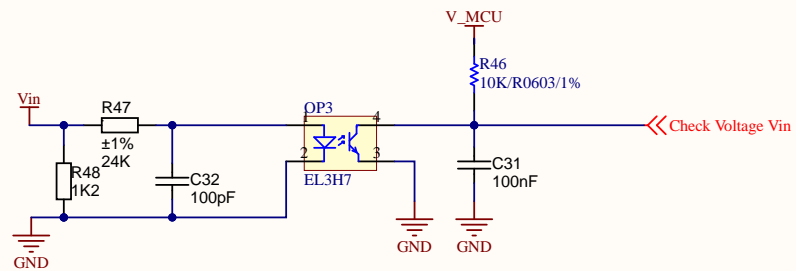 V_MCU
R46
10K/R0603/1%
Vin
R47
±1%
24K
OP3
1
4
Check Voltage Vin
2
3
R48
1K2
C32
100pF
EL3H7
C31
100nF
GND
GND
GND